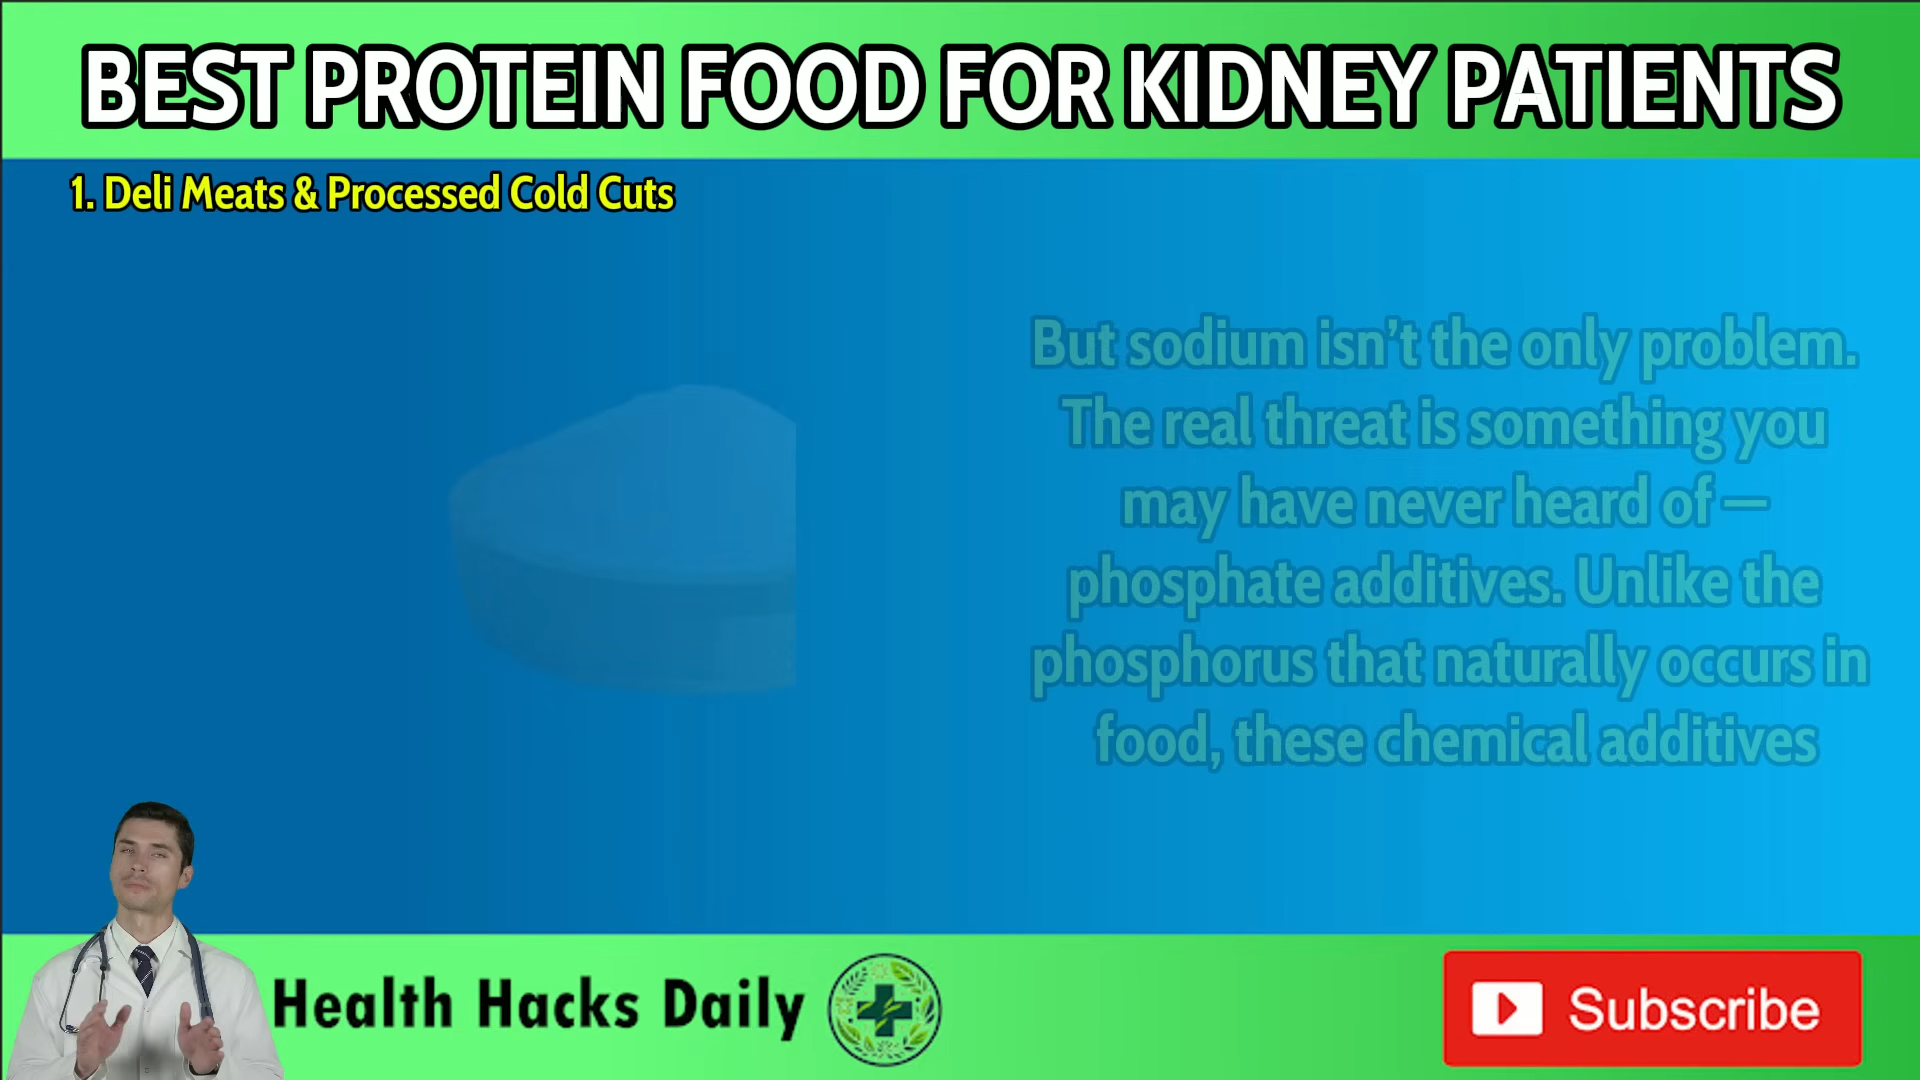 BEST PROTEIN FOOD FOR KIDNEY PATIENTS
1. Deli Meats & Processed Cold Cuts
But sodium isn’t the only problem.
The real threat is something you
may have never heard of —
phosphate additives. Unlike the
phosphorus that naturally occurs in
food, these chemical additives
Health Hacks Daily
Subscribe